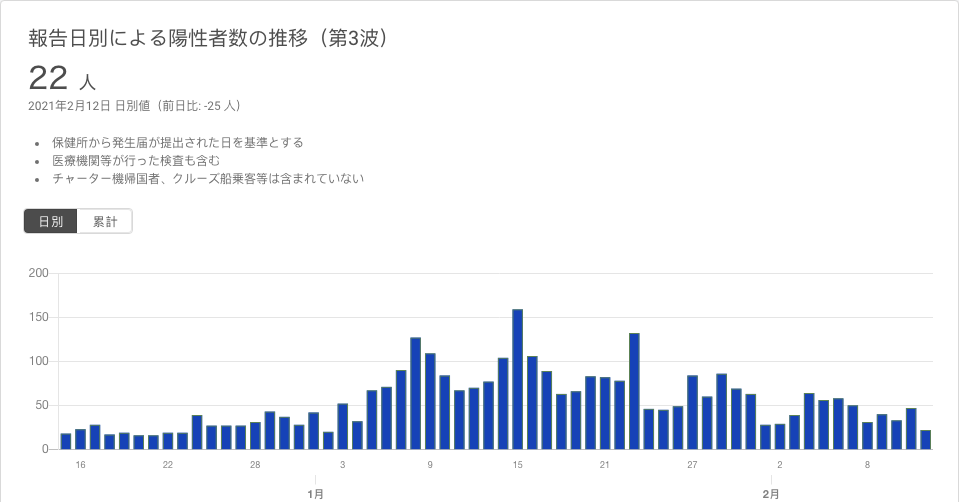 報告日別による陽性者数の推移（第3波）
22 人
2021年2月12日 日別値（前日比: -25 人）
保健所から発生届が提出された日を基準とする
医療機関等が行った検査も含む
チャーター機帰国者、クルーズ船乗客等は含まれていない
日別 累計
200
150
100
50
0
16 22 28 3 9 15 21 27 2 8
1月 2月